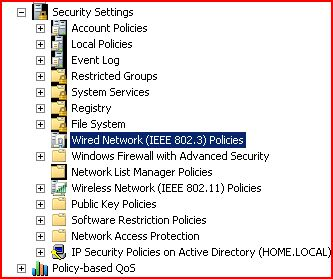 Security Settings
Account Policies
Local Policies
Event Log
Restricted Groups
System Services
Registry
File System
Wired Network (IEEE 802.3) Policies
Windows Firewall with Advanced Security
Network List Manager Policies
Wireless Network (IEEE 802.11) Policies
Public Key Policies
Software Restriction Policies
Network Access Protection
IP Security Policies on Active Directory (HOME.LOCAL)
Policy-based QoS